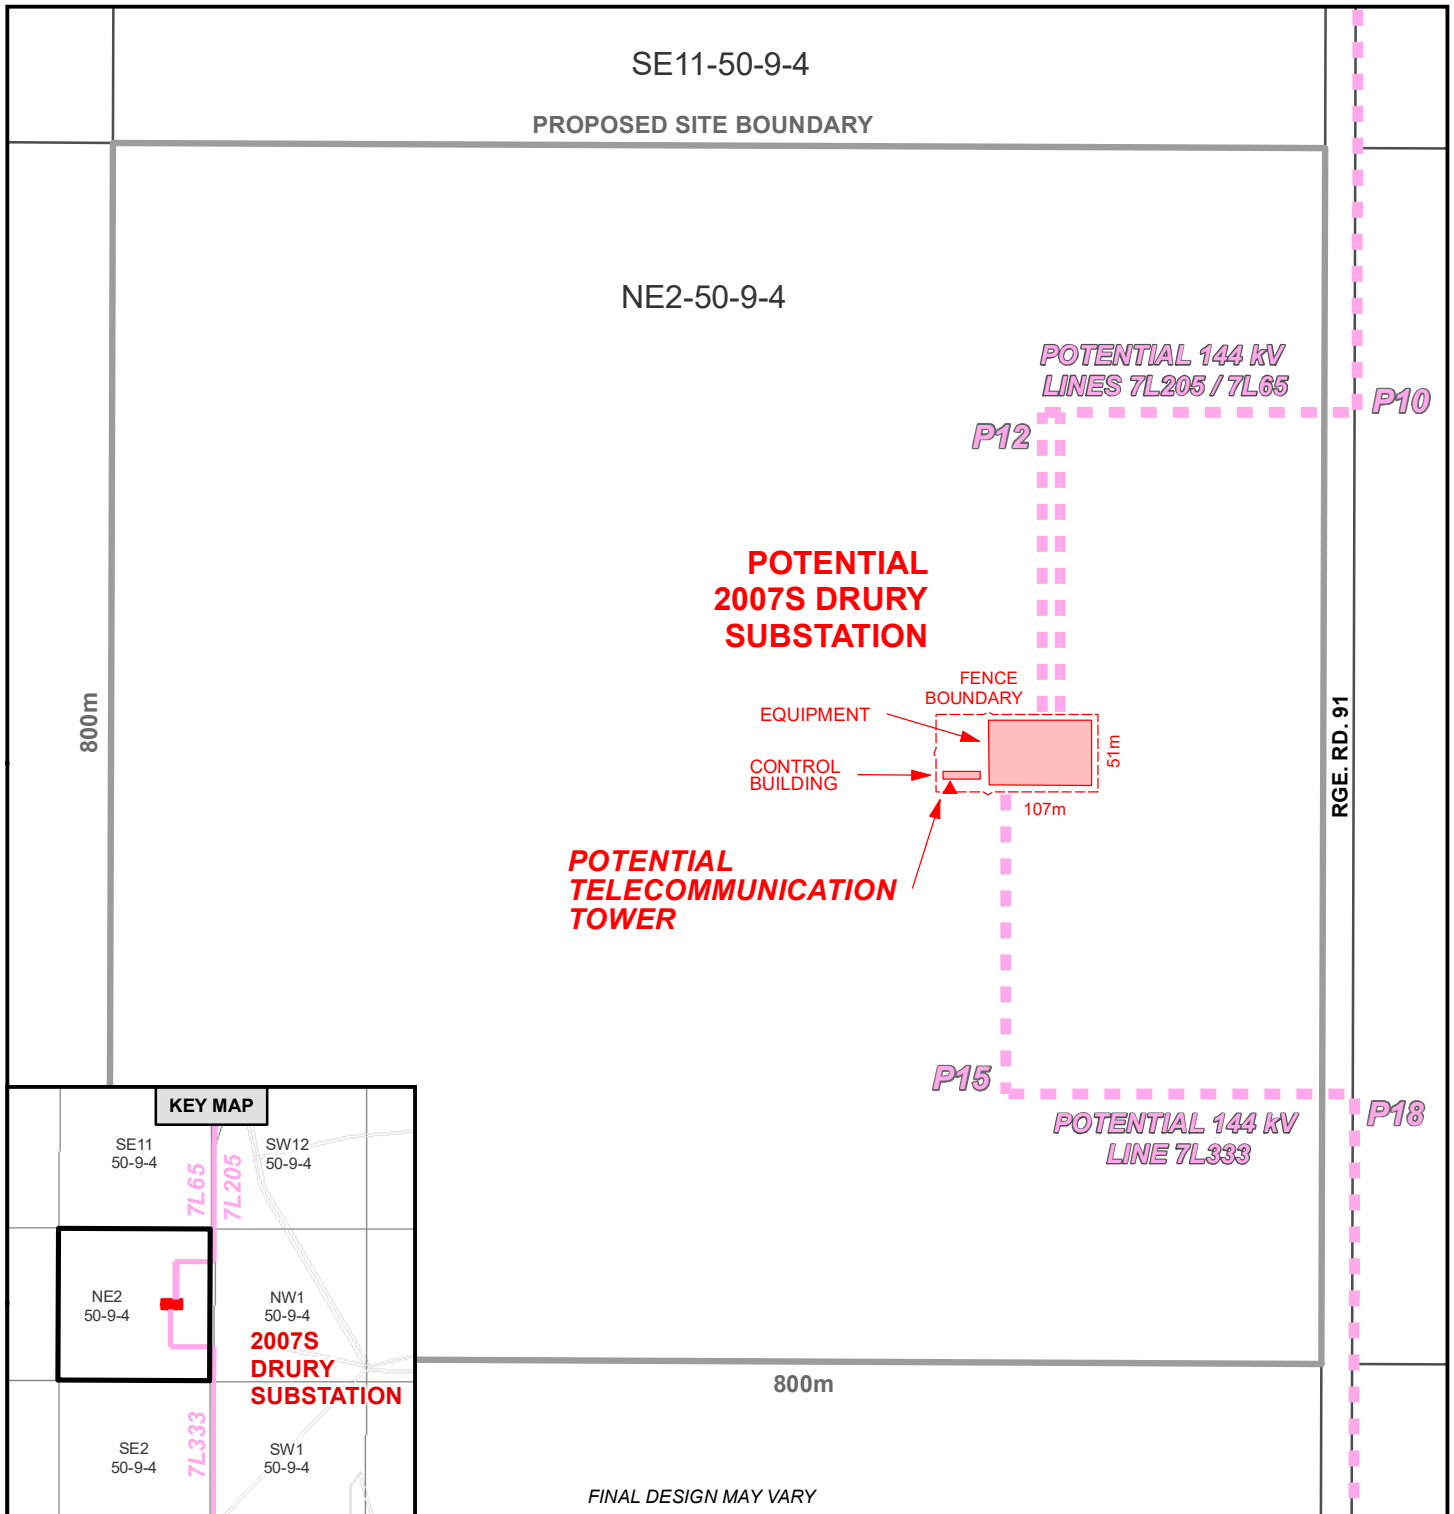 SE11-50-9-4
PROPOSED SITE BOUNDARY
NE2-50-9-4
POTENTIAL 144 kV
LINES 7L205 / 7L65
P10
P12
POTENTIAL
2007S DRURY
SUBSTATION
FENCE
BOUNDARY
EQUIPMENT
CONTROL
BUILDING
51m
107m
800m
RGE. RD. 91
POTENTIAL
TELECOMMUNICATION
TOWER
P15
P18
POTENTIAL 144 kV
LINE 7L333
KEY MAP
SE11
50-9-4
SW12
50-9-4
7L65
7L205
NE2
50-9-4
NW1
50-9-4
2007S
DRURY
SUBSTATION
SE2
50-9-4
7L333
SW1
50-9-4
800m
FINAL DESIGN MAY VARY